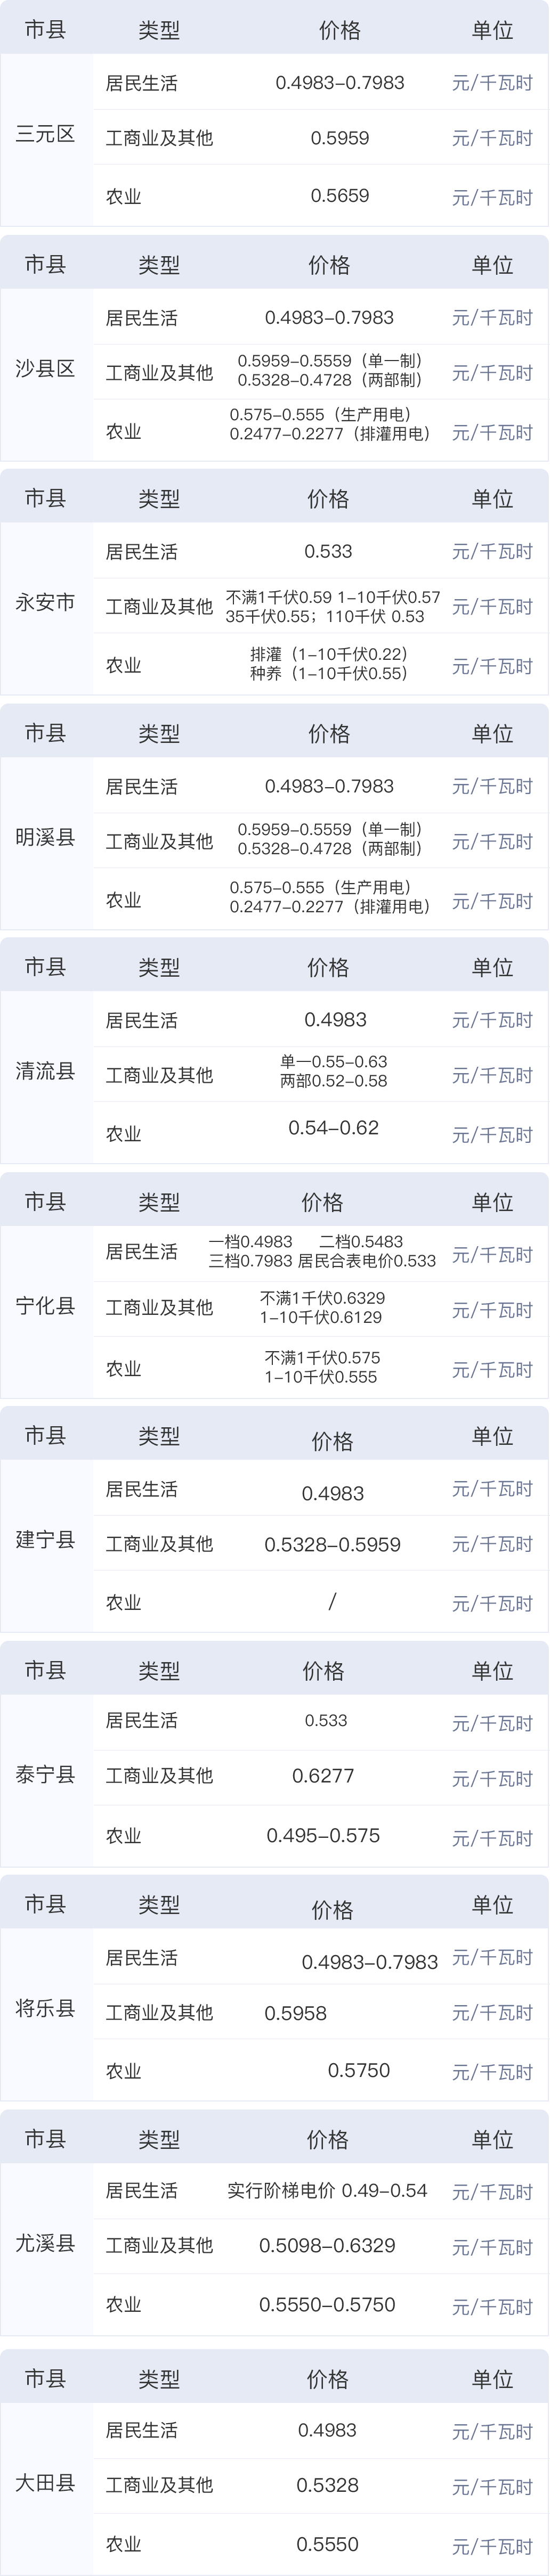 市县 类型 价格 单位
居民生活 0.4983-0.7983 元/千瓦时
三元区 工商业及其他 0.5959 元/千瓦时
农业 0.5659 元/千瓦时
市县 类型 价格 单位
居民生活 0.4983-0.7983 元/千瓦时
沙县区 工商业及其他 0.5959-0.5559（单一制） 元/千瓦时
0.5328-0.4728（两部制）
农业 0.575-0.555（生产用电） 元/千瓦时
0.2477-0.2277（排灌用电）
市县 类型 价格 单位
居民生活 0.533 元/千瓦时
永安市 工商业及其他 不满1千伏0.59 1-10千伏0.57 元/千瓦时
35千伏0.55；110千伏 0.53
农业 排灌（1-10千伏0.22） 元/千瓦时
种养（1-10千伏0.55）
市县 类型 价格 单位
居民生活 0.4983-0.7983 元/千瓦时
明溪县 工商业及其他 0.5959-0.5559（单一制） 元/千瓦时
0.5328-0.4728（两部制）
农业 0.575-0.555（生产用电） 元/千瓦时
0.2477-0.2277（排灌用电）
市县 类型 价格 单位
居民生活 0.4983 元/千瓦时
清流县 工商业及其他 单一0.55-0.63 元/千瓦时
两部0.52-0.58
农业 0.54-0.62 元/千瓦时
市县 类型 价格 单位
居民生活 一档0.4983 二档0.5483 元/千瓦时
三档0.7983 居民合表电价0.533
宁化县 工商业及其他 不满1千伏0.6329 元/千瓦时
1-10千伏0.6129
农业 不满1千伏0.575 元/千瓦时
1-10千伏0.555
市县 类型 价格 单位
居民生活 0.4983 元/千瓦时
建宁县 工商业及其他 0.5328-0.5959 元/千瓦时
农业 / 元/千瓦时
市县 类型 价格 单位
居民生活 0.533 元/千瓦时
泰宁县 工商业及其他 0.6277 元/千瓦时
农业 0.495-0.575 元/千瓦时
市县 类型 价格 单位
居民生活 0.4983-0.7983 元/千瓦时
将乐县 工商业及其他 0.5958 元/千瓦时
农业 0.5750 元/千瓦时
市县 类型 价格 单位
居民生活 实行阶梯电价 0.49-0.54 元/千瓦时
尤溪县 工商业及其他 0.5098-0.6329 元/千瓦时
农业 0.5550-0.5750 元/千瓦时
市县 类型 价格 单位
居民生活 0.4983 元/千瓦时
大田县 工商业及其他 0.5328 元/千瓦时
农业 0.5550 元/千瓦时